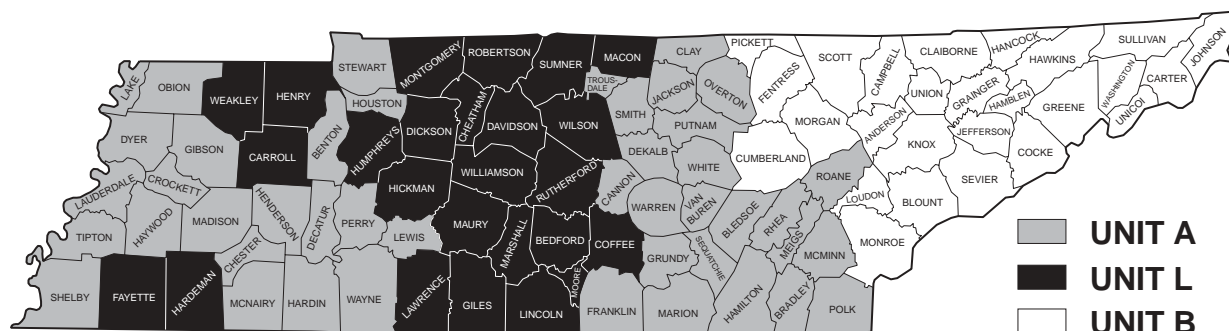 PICKETT
CLAY
MACON
SUMNER
ROBERTSON
MONTGOMERY
STEWART
SCOTT
CAMPBELL
CLAIBORNE
HANCOCK
HAWKINS
SULLIVAN
JOHNSON
CARTER
WASHINGTON
UNICOI
GREENE
HAMBLEN
GRAINGER
UNION
FENTRESS
OVERTON
JACKSON
TROUS-
DALE
SMITH
WILSON
DAVIDSON
CHEATHAM
DICKSON
HOUSTON
HENRY
WEAKLEY
OBION
LAKE
DYER
GIBSON
CARROLL
BENTON
HUMPHREYS
PUTNAM
MORGAN
ANDERSON
KNOX
JEFFERSON
COCKE
SEVIER
BLOUNT
LOUDON
ROANE
CUMBERLAND
WHITE
DEKALB
CANNON
RUTHERFORD
WILLIAMSON
HICKMAN
PERRY
DECATUR
HENDERSON
MADISON
CROCKETT
HAYWOOD
LAUDERDALE
TIPTON
CHESTER
LEWIS
MAURY
MARSHALL
BEDFORD
COFFEE
WARREN
VAN
BUREN
BLEDSOE
RHEA
MEIGS
MCMINN
MONROE
SEQUATCHIE
GRUNDY
MOORE
SHELBY
FAYETTE
HARDEMAN
MCNAIRY
HARDIN
WAYNE
LAWRENCE
GILES
LINCOLN
FRANKLIN
MARION
HAMILTON
BRADLEY
POLK
UNIT A
UNIT L
UNIT B